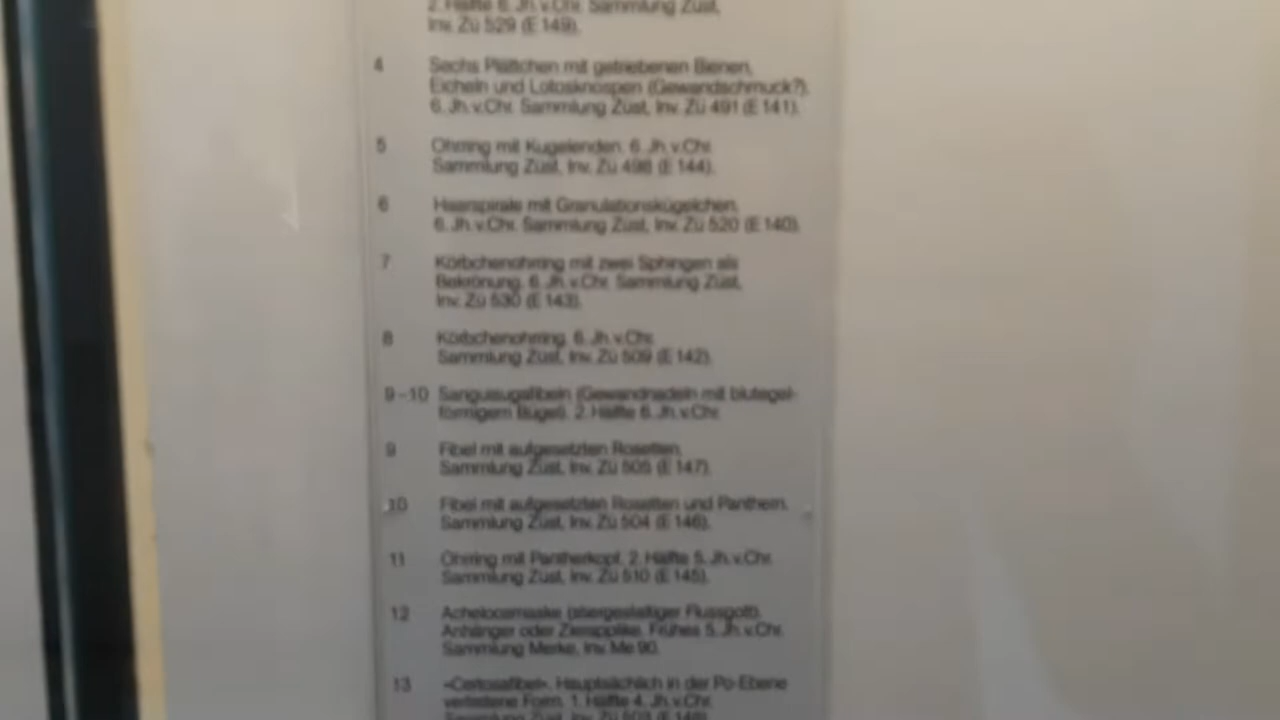 2. Hälfte 6. Jh. v. Chr. Sammlung Züst,
Inv. Zü 529 (E 149).
4 Sechs Plättchen mit getriebenen Bienen,
Eicheln und Lotosknospen (Gewandschmuck?).
6. Jh. v. Chr. Sammlung Züst, Inv. Zü 491 (E 141).
5 Ohrring mit Kugelenden. 6. Jh. v. Chr.
Sammlung Züst, Inv. Zü 498 (E 144).
6 Haarspirale mit Granulationskügelchen.
6. Jh. v. Chr. Sammlung Züst, Inv. Zü 520 (E 140).
7 Körbchenohrring mit zwei Sphingen als
Bekrönung. 6. Jh. v. Chr. Sammlung Züst,
Inv. Zü 530 (E 143).
8 Körbchenohrring. 6. Jh. v. Chr.
Sammlung Züst, Inv. Zü 509 (E 142).
9-10 Sanguisugafibeln (Gewandnadeln mit blutegel-
förmigem Bügel). 2. Hälfte 6. Jh. v. Chr.
9 Fibel mit aufgesetzten Rosetten.
Sammlung Züst, Inv. Zü 505 (E 147).
10 Fibel mit aufgesetzten Rosetten und Panthern.
Sammlung Züst, Inv. Zü 504 (E 146).
11 Ohrring mit Pantherkopf. 2. Hälfte 5. Jh. v. Chr.
Sammlung Züst, Inv. Zü 510 (E 145).
12 Acheloosmaske (stiergestaltiger Flussgott).
Anhänger oder Zierapplike. Frühes 5. Jh. v. Chr.
Sammlung Merke, Inv. Me 90.
13 «Certosafibel». Hauptsächlich in der Po-Ebene
verbreitete Form. 1. Hälfte 4. Jh. v. Chr.
Sammlung Züst, Inv. Zü 503 (E 148).